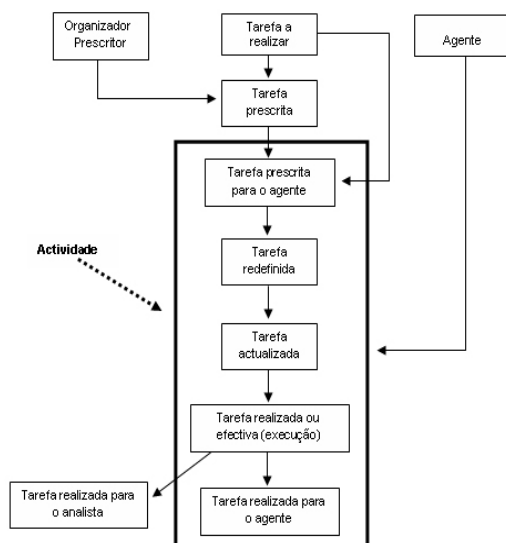 Organizador
Prescritor
Tarefa a
realizar
Agente
Tarefa
prescrita
Tarefa prescrita
para o agente
Actividade
Tarefa
redefinida
Tarefa
actualizada
Tarefa realizada ou
efectiva (execução)
Tarefa realizada para
o analista
Tarefa realizada para
o agente